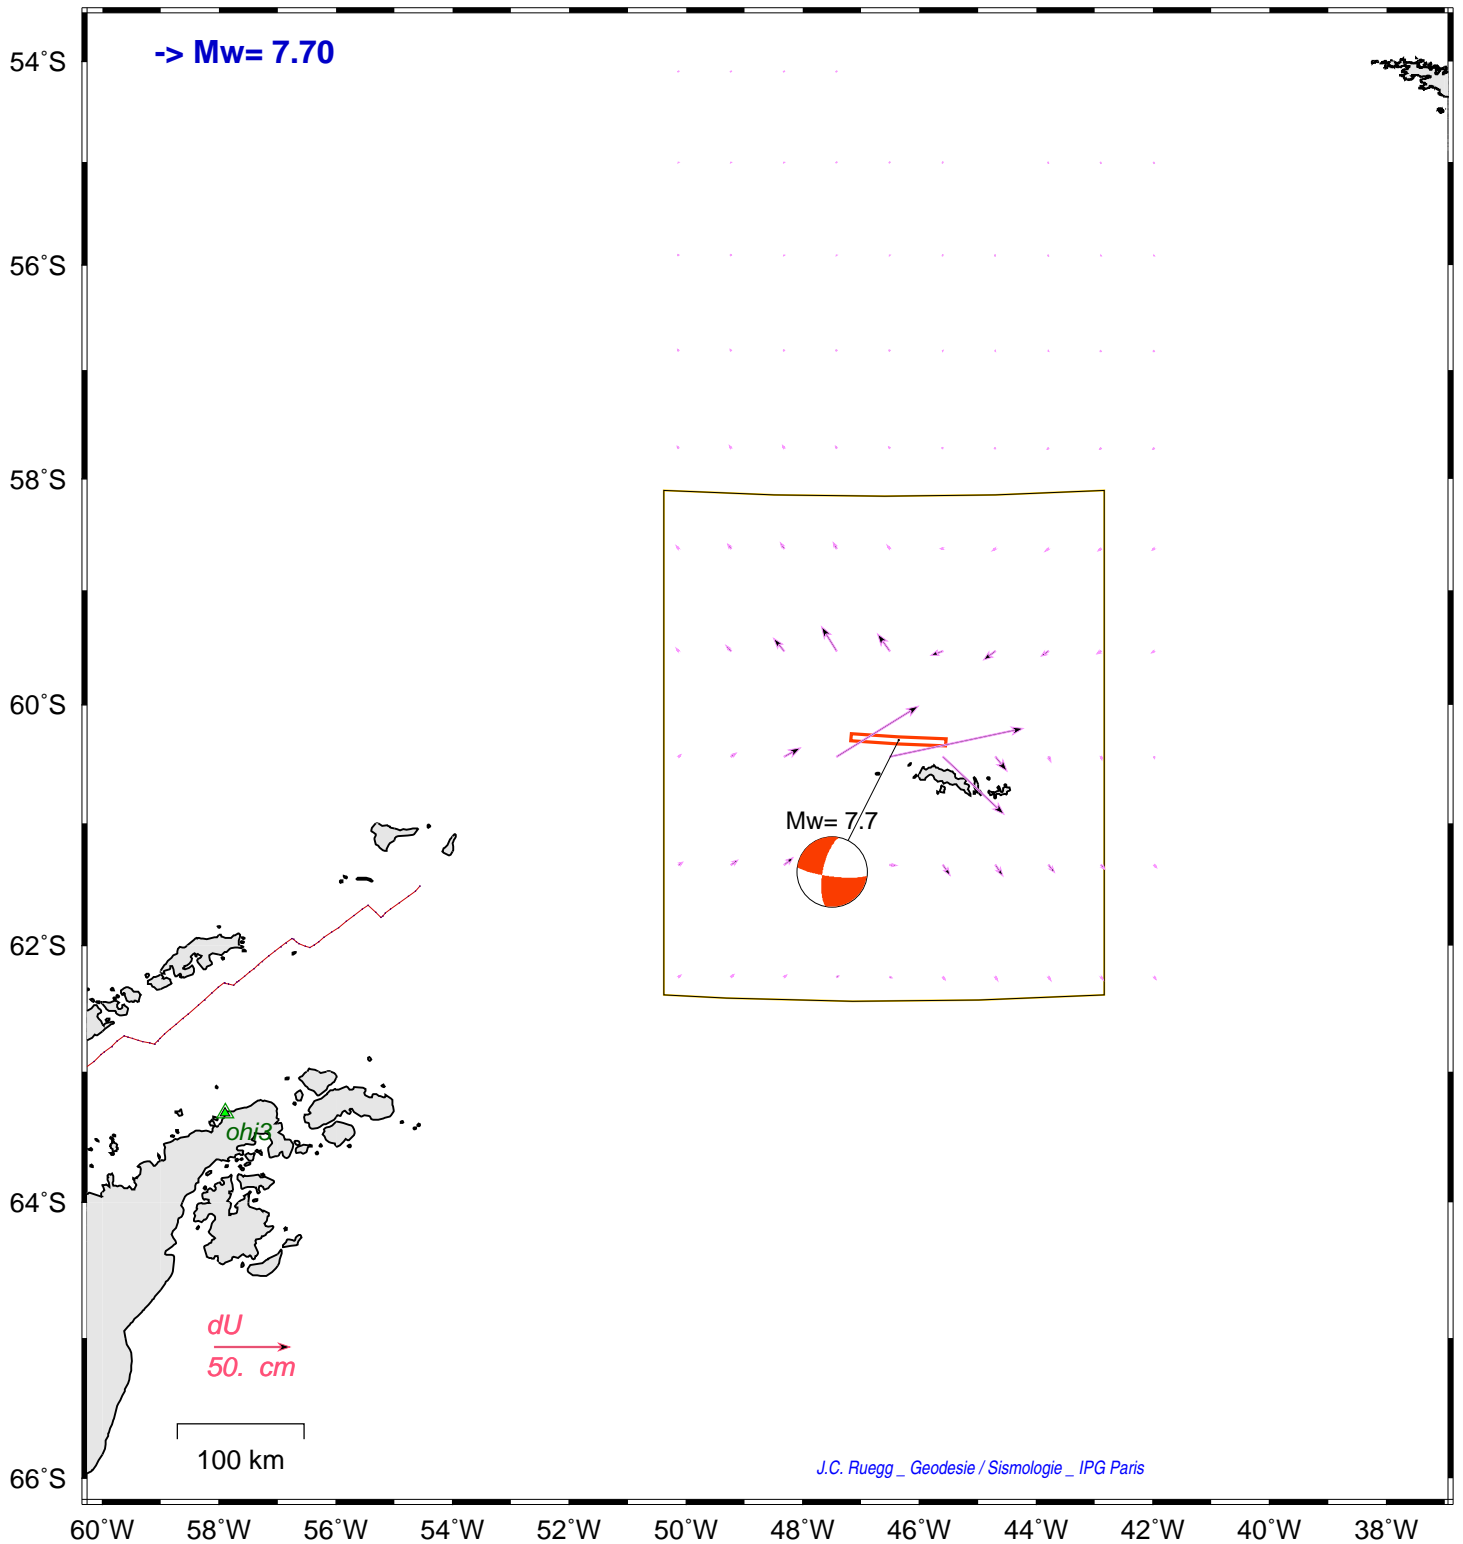 -> Mw= 7.70
54°S
56°S
58°S
60°S
62°S
64°S
66°S
Mw= 7.7
ohi3
dU
50. cm
100 km
J.C. Ruegg _ Geodesie / Sismologie _ IPG Paris
60°W 58°W 56°W 54°W 52°W 50°W 48°W 46°W 44°W 42°W 40°W 38°W